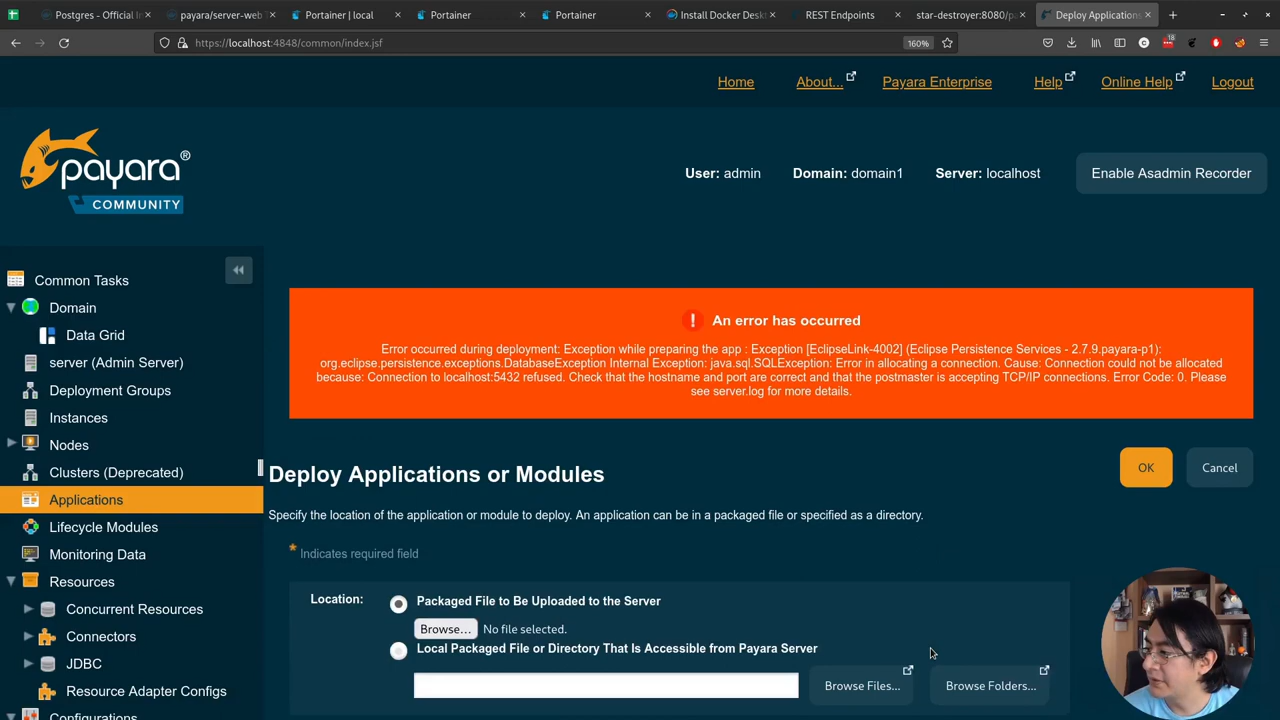 Postgres - Official In
payara/server-web T
Portainer | local
Portainer
Portainer
Install Docker Deskt
REST Endpoints
star-destroyer:8080/pa
Deploy Applications
https://localhost:4848/common/index.jsf
160%
18
Home
About...
Payara Enterprise
Help
Online Help
Logout
payara®
COMMUNITY
User: admin
Domain: domain1
Server: localhost
Enable Asadmin Recorder
Common Tasks
Domain
Data Grid
server (Admin Server)
Deployment Groups
Instances
Nodes
Clusters (Deprecated)
Applications
Lifecycle Modules
Monitoring Data
Resources
Concurrent Resources
Connectors
JDBC
Resource Adapter Configs
Configurations
An error has occurred
Error occurred during deployment: Exception while preparing the app : Exception [EclipseLink-4002] (Eclipse Persistence Services - 2.7.9.payara-p1):
org.eclipse.persistence.exceptions.DatabaseException Internal Exception: java.sql.SQLException: Error in allocating a connection. Cause: Connection could not be allocated
because: Connection to localhost:5432 refused. Check that the hostname and port are correct and that the postmaster is accepting TCP/IP connections. Error Code: 0. Please
see server.log for more details.
Deploy Applications or Modules
OK
Cancel
Specify the location of the application or module to deploy. An application can be in a packaged file or specified as a directory.
* Indicates required field
Location:
Packaged File to Be Uploaded to the Server
Browse... No file selected.
Local Packaged File or Directory That Is Accessible from Payara Server
Browse Files...
Browse Folders...